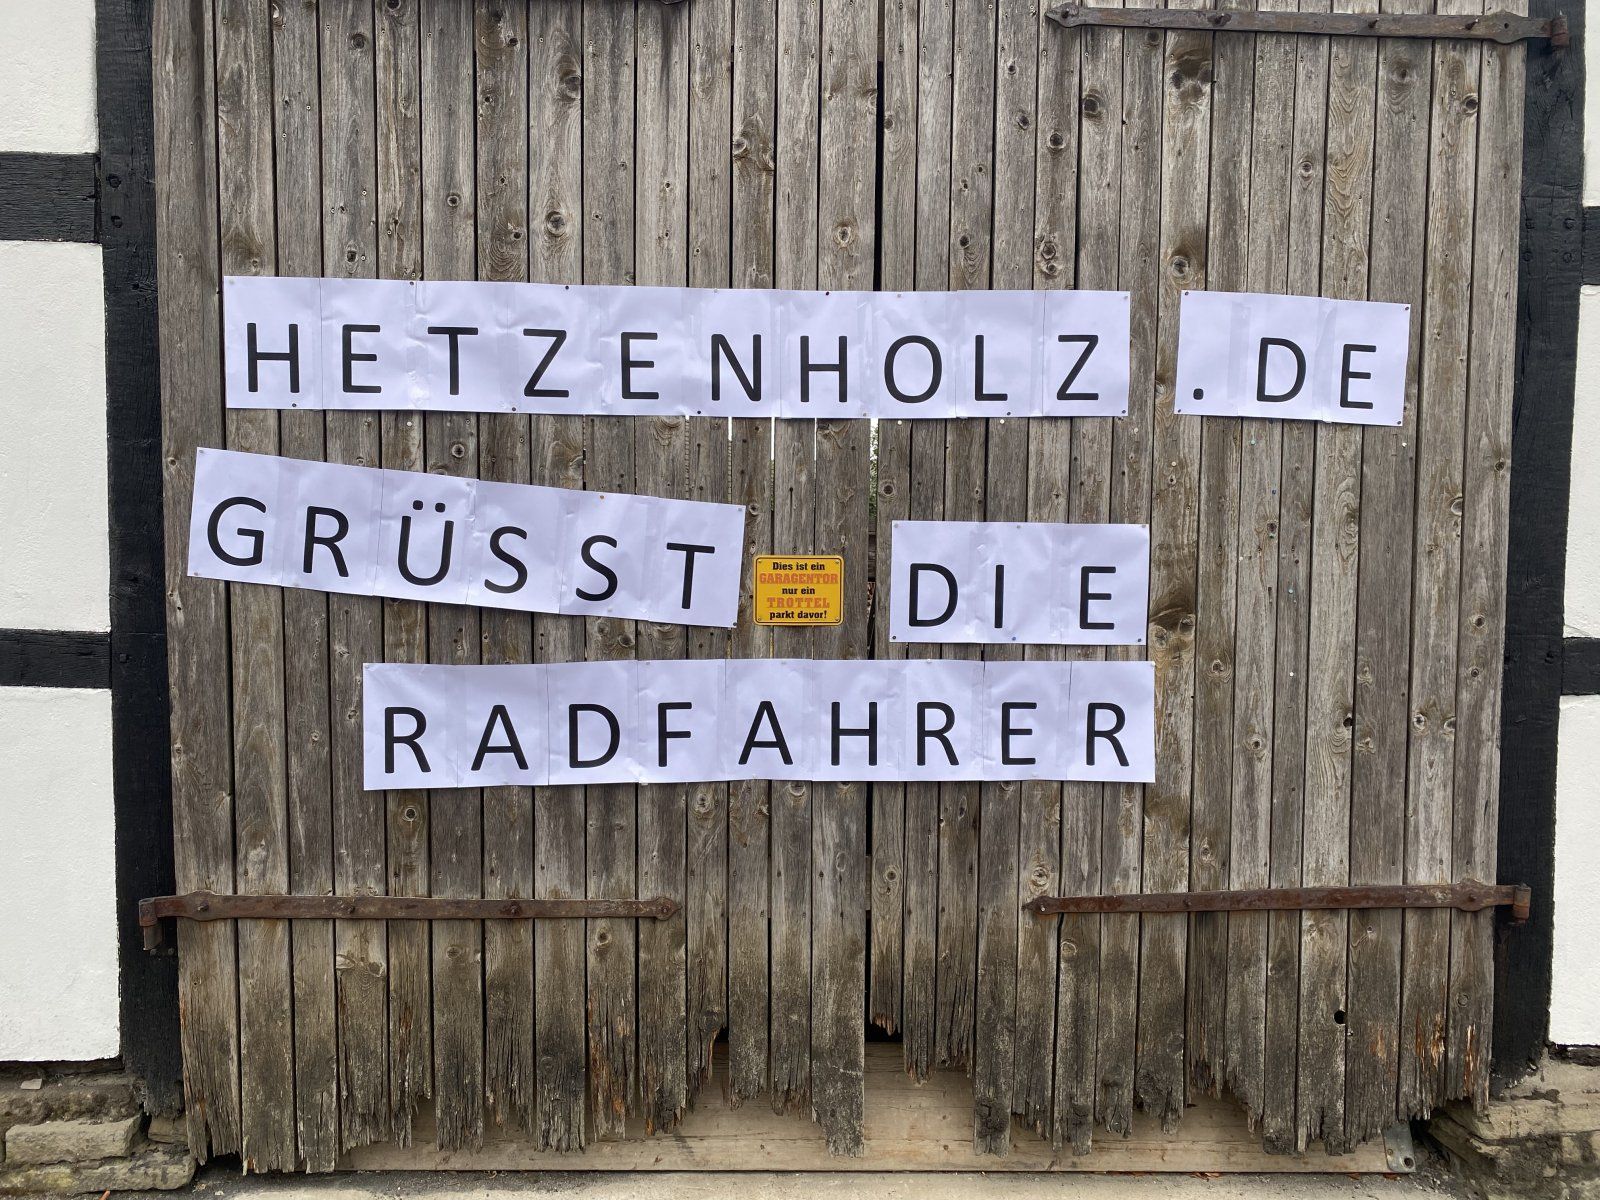 HETZENHOLZ .DE
GRÜSST DIE
Dies ist ein
GARAGENTOR
nur ein
TROTTEL
parkt davor!
RADFAHRER